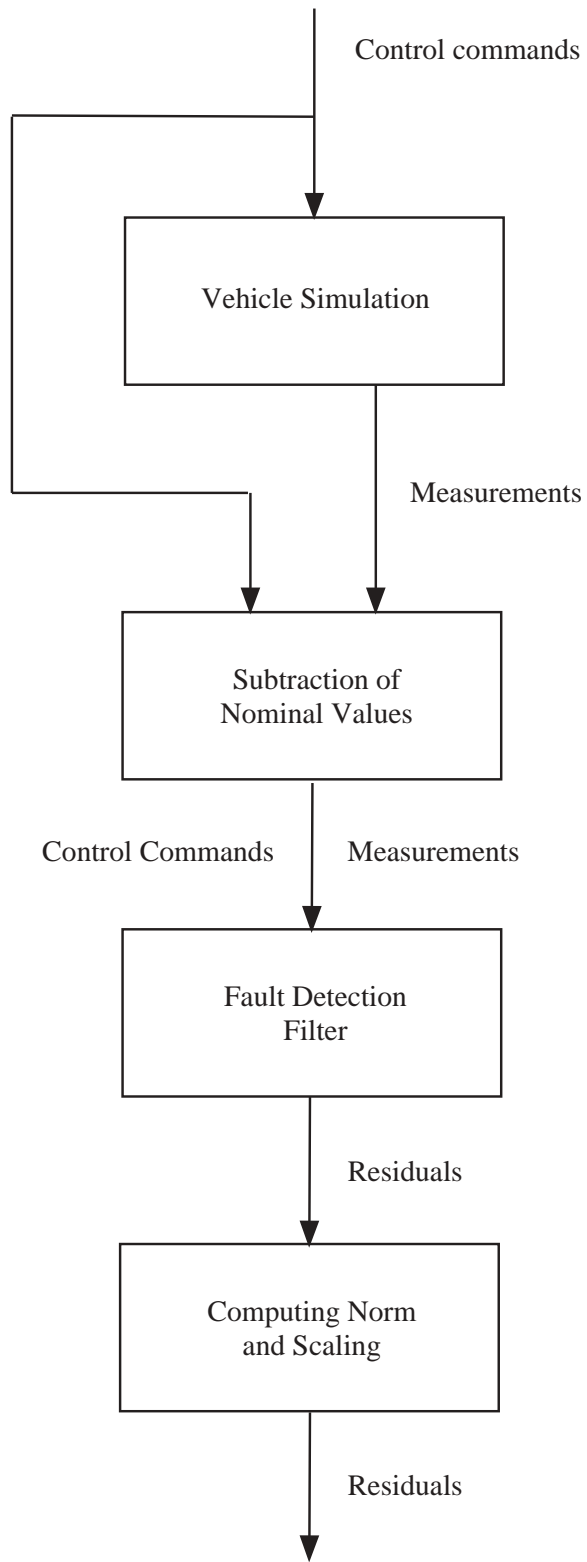 Control commands
Vehicle Simulation
Measurements
Subtraction of
Nominal Values
Control Commands
Measurements
Fault Detection
Filter
Residuals
Computing Norm
and Scaling
Residuals